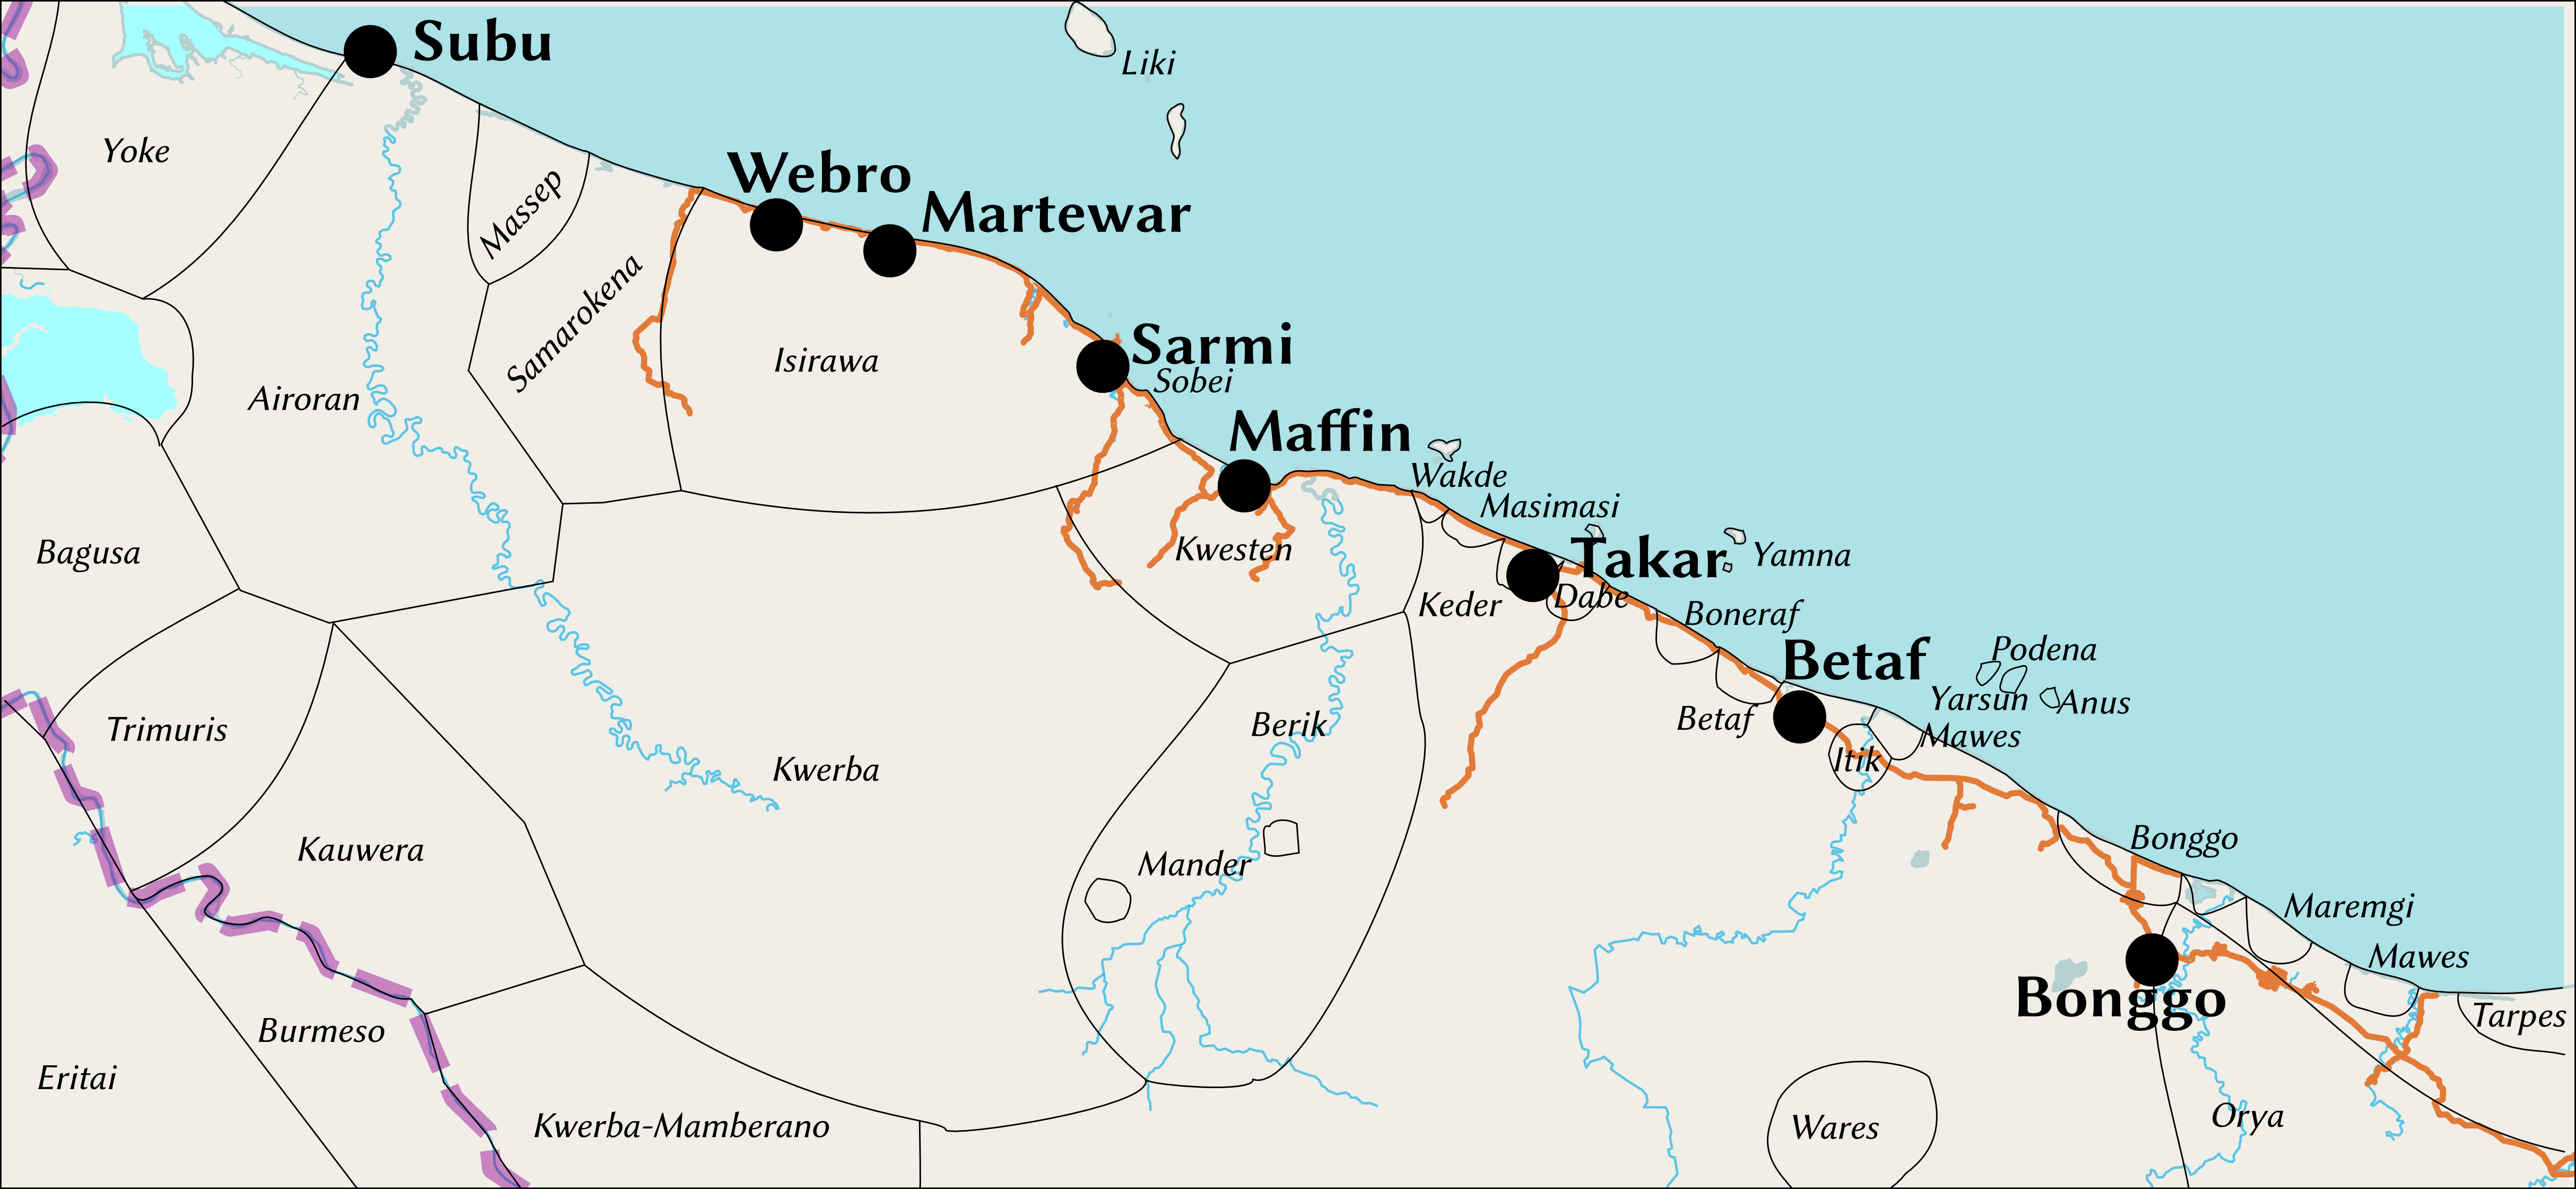 Subu
Liki
Yoke
Webro
Massep
Martewar
Samarokena
Isirawa
Sarmi
Sobei
Airoran
Maffin
Wakde
Masimasi
Bagusa
Kwesten
Takar
Yamna
Keder
Dabe
Boneraf
Betaf
Podena
Yarsun
Anus
Trimuris
Berik
Betaf
Mawes
Itik
Kwerba
Kauwera
Mander
Bonggo
Maremgi
Mawes
Bonggo
Tarpes
Burmeso
Eritai
Kwerba-Mamberano
Wares
Orya